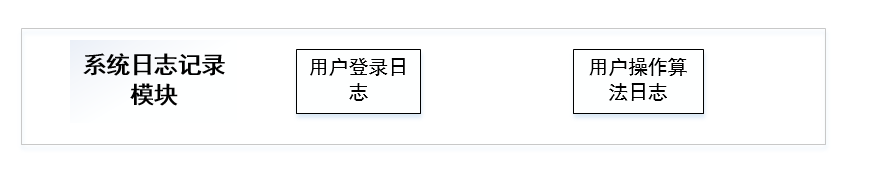 系统日志记录
模块
用户登录日
志
用户操作算
法日志